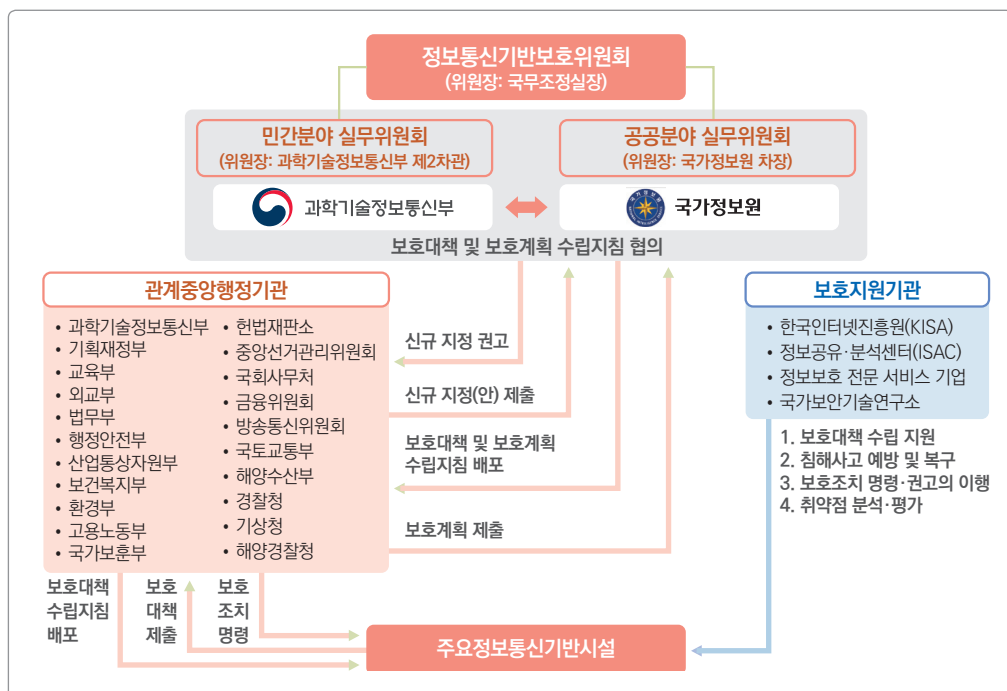 정보통신기반보호위원회
(위원장: 국무조정실장)
민간분야 실무위원회
(위원장: 과학기술정보통신부 제2차관)
공공분야 실무위원회
(위원장: 국가정보원 차장)
과학기술정보통신부
국가정보원
보호대책 및 보호계획 수립지침 협의
관계중앙행정기관
• 과학기술정보통신부
• 기획재정부
• 교육부
• 외교부
• 법무부
• 행정안전부
• 산업통상자원부
• 보건복지부
• 환경부
• 고용노동부
• 국가보훈부
• 헌법재판소
• 중앙선거관리위원회
• 국회사무처
• 금융위원회
• 방송통신위원회
• 국토교통부
• 해양수산부
• 경찰청
• 기상청
• 해양경찰청
신규 지정 권고
신규 지정(안) 제출
보호대책 및 보호계획
수립지침 배포
보호계획 제출
보호지원기관
• 한국인터넷진흥원(KISA)
• 정보공유·분석센터(ISAC)
• 정보보호 전문 서비스 기업
• 국가보안기술연구소
1. 보호대책 수립 지원
2. 침해사고 예방 및 복구
3. 보호조치 명령·권고의 이행
4. 취약점 분석·평가
보호대책
수립지침
배포
보호
대책
제출
보호
조치
명령
주요정보통신기반시설